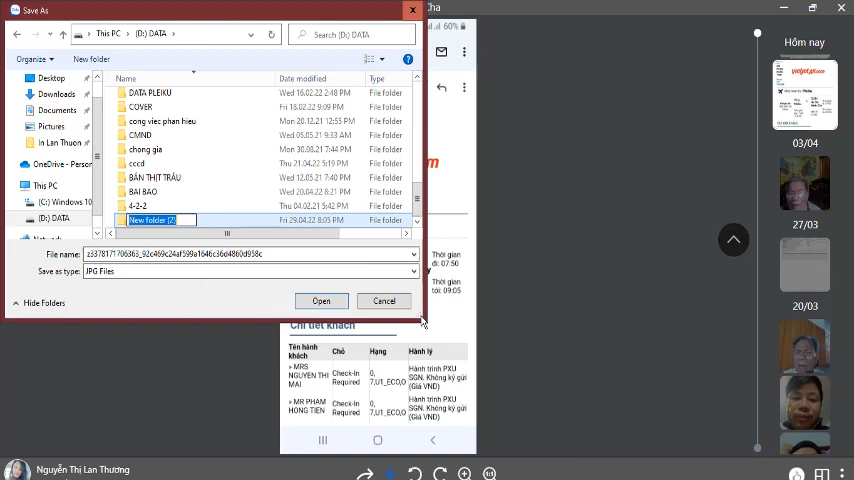 Save As
Cha
This PC
(D:) DATA
Search (D:) DATA
Organize
New folder
Name
Date modified
Type
Desktop
Downloads
Documents
Pictures
In Lan Thuon
OneDrive - Person
This PC
(C:) Windows 10
(D:) DATA
DATA PLEIKU
Wed 16.02.22 2:48 PM
File folder
COVER
Fri 18.02.22 9:09 PM
File folder
cong viec phan hieu
Mon 20.12.21 12:55 PM
File folder
CMND
Wed 05.05.21 9:33 AM
File folder
chong gia
Mon 30.08.21 7:44 PM
File folder
cccd
Thu 21.04.22 5:19 PM
File folder
BÁN THỊT TRÂU
Wed 12.05.21 7:40 PM
File folder
BAI BAO
Wed 20.04.22 8:21 PM
File folder
4-2-2
Thu 04.02.21 5:42 PM
File folder
New folder (2)
Fri 29.04.22 8:05 PM
File folder
File name:
z3378171706363_92c469c24af599a1646c36d4860d958c
Save as type:
JPG Files
Hide Folders
Open
Cancel
60%
Thời gian
đi: 07:50
Thời gian
tới: 09:05
Chi tiết khách
Tên hành khách
Chỗ
Hạng
Hành lý
MRS NGUYEN THI MAI
Check-In Required
0, 7,U1_ECO,O
Hành trình PXU SGN. Không ký gửi (Giá VND)
MR PHAM HONG TIEN
Check-In Required
0, 7,U1_ECO,O
Hành trình PXU SGN. Không ký gửi (Giá VND)
Hôm nay
vietjetair.com
03/04
27/03
20/03
Nguyễn Thị Lan Thương